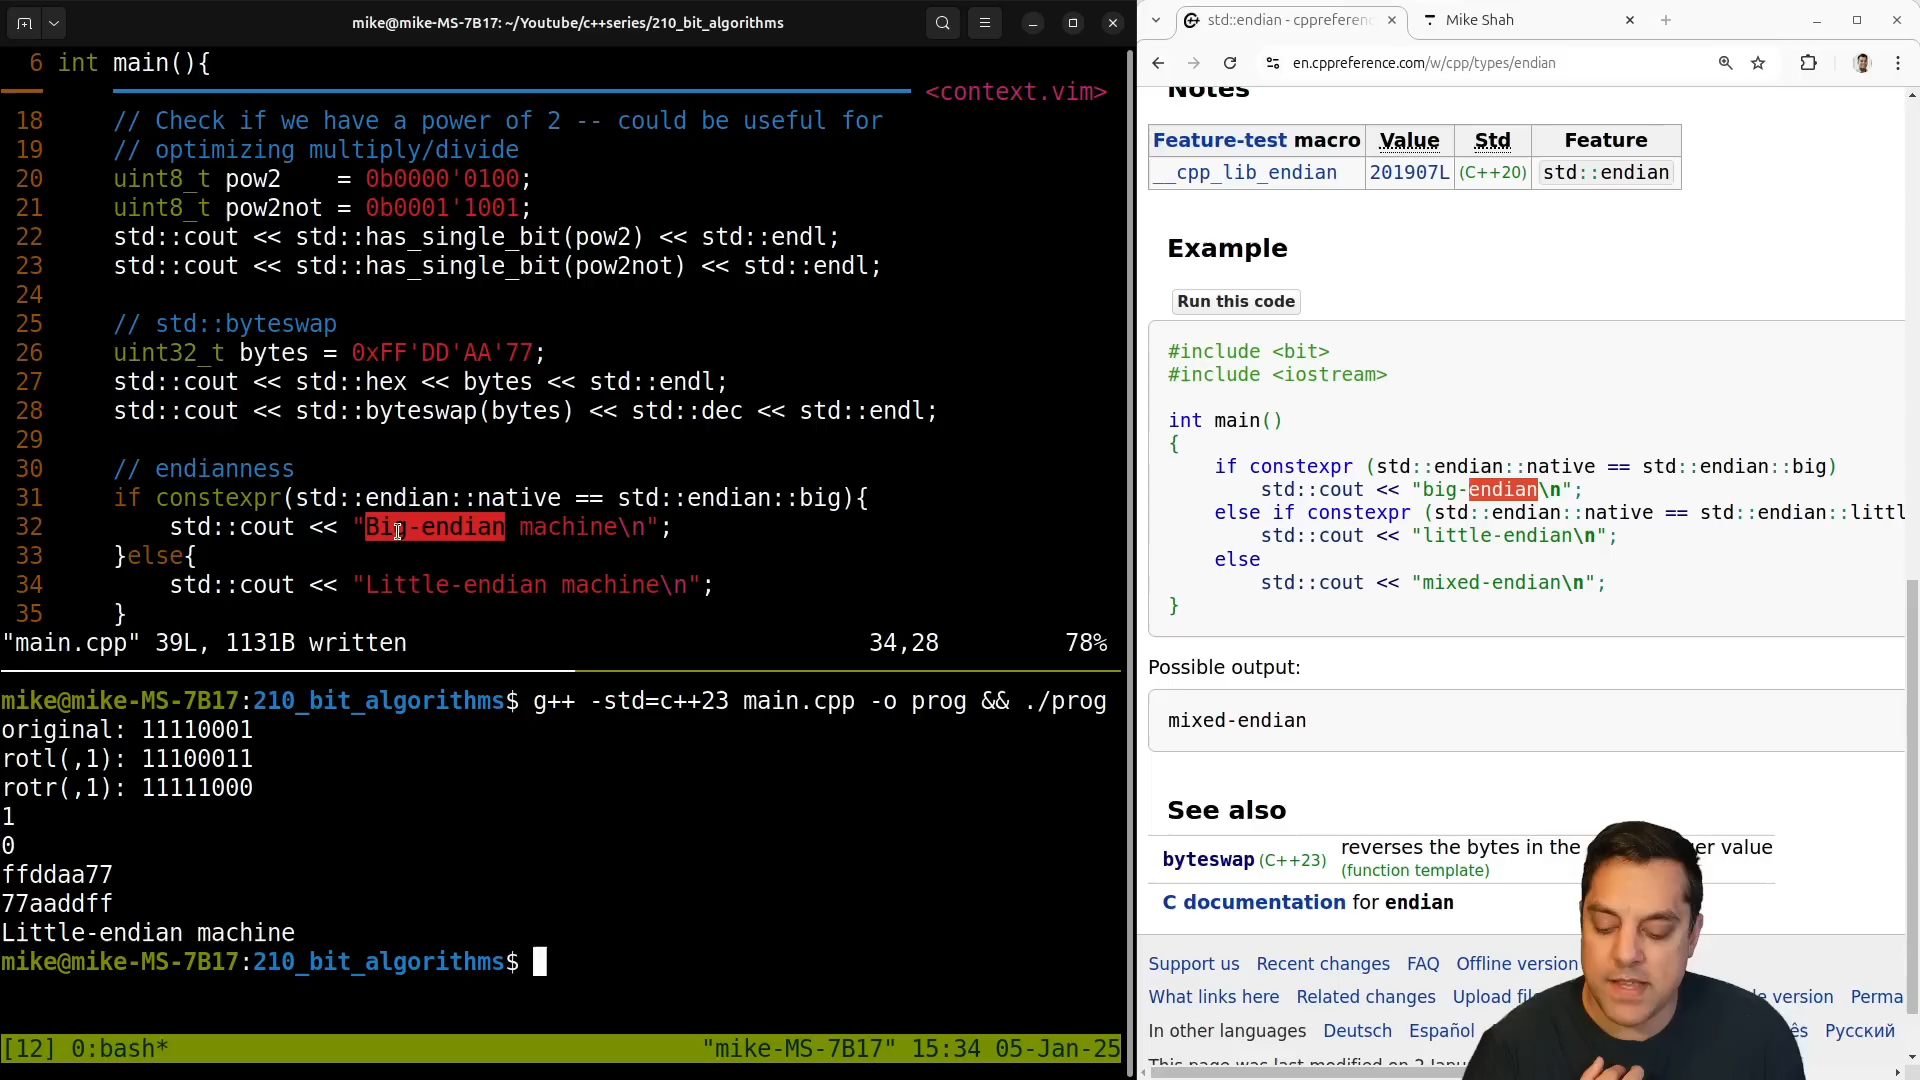 mike@mike-MS-7B17: ~/Youtube/c++series/210_bit_algorithms
6 int main(){
<context.vim>
18 // Check if we have a power of 2 -- could be useful for
19 // optimizing multiply/divide
20 uint8_t pow2    = 0b0000'0100;
21 uint8_t pow2not = 0b0001'1001;
22 std::cout << std::has_single_bit(pow2) << std::endl;
23 std::cout << std::has_single_bit(pow2not) << std::endl;
24
25 // std::byteswap
26 uint32_t bytes = 0xFF'DD'AA'77;
27 std::cout << std::hex << bytes << std::endl;
28 std::cout << std::byteswap(bytes) << std::dec << std::endl;
29
30 // endianness
31 if constexpr(std::endian::native == std::endian::big){
32 std::cout << "Big-endian machine\n";
33 }else{
34 std::cout << "Little-endian machine\n";
35 }
"main.cpp" 39L, 1131B written 34,28 78%
mike@mike-MS-7B17:210_bit_algorithms$ g++ -std=c++23 main.cpp -o prog && ./prog
original: 11110001
rotl(,1): 11100011
rotr(,1): 11111000
1
0
ffddaa77
77aaddff
Little-endian machine
mike@mike-MS-7B17:210_bit_algorithms$
[12] 0:bash* "mike-MS-7B17" 15:34 05-Jan-25
std::endian - cppreferenc
Mike Shah
en.cppreference.com/w/cpp/types/endian
Notes
Feature-test macro Value Std Feature
__cpp_lib_endian 201907L (C++20) std::endian
Example
Run this code
#include <bit>
#include <iostream>
int main()
{
if constexpr (std::endian::native == std::endian::big)
std::cout << "big-endian\n";
else if constexpr (std::endian::native == std::endian::littl
std::cout << "little-endian\n";
else
std::cout << "mixed-endian\n";
}
Possible output:
mixed-endian
See also
byteswap (C++23) reverses the bytes in the value
(function template)
C documentation for endian
Support us Recent changes FAQ Offline version
What links here Related changes Upload version Perma
In other languages Deutsch Español Русский
This page was last modified on 2